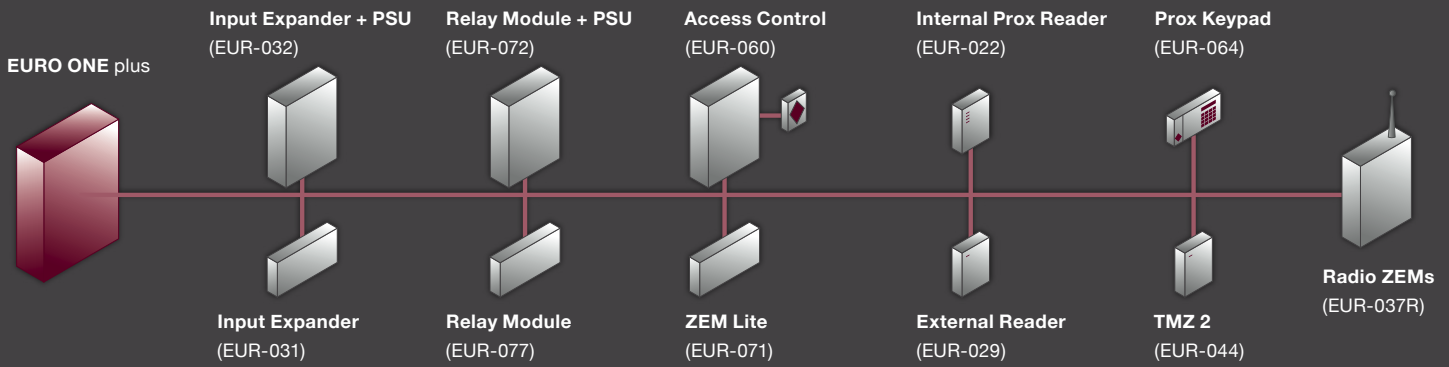 EURO ONE plus
Input Expander + PSU
(EUR-032)
Relay Module + PSU
(EUR-072)
Access Control
(EUR-060)
Internal Prox Reader
(EUR-022)
Prox Keypad
(EUR-064)
Input Expander
(EUR-031)
Relay Module
(EUR-077)
ZEM Lite
(EUR-071)
External Reader
(EUR-029)
TMZ 2
(EUR-044)
Radio ZEMs
(EUR-037R)